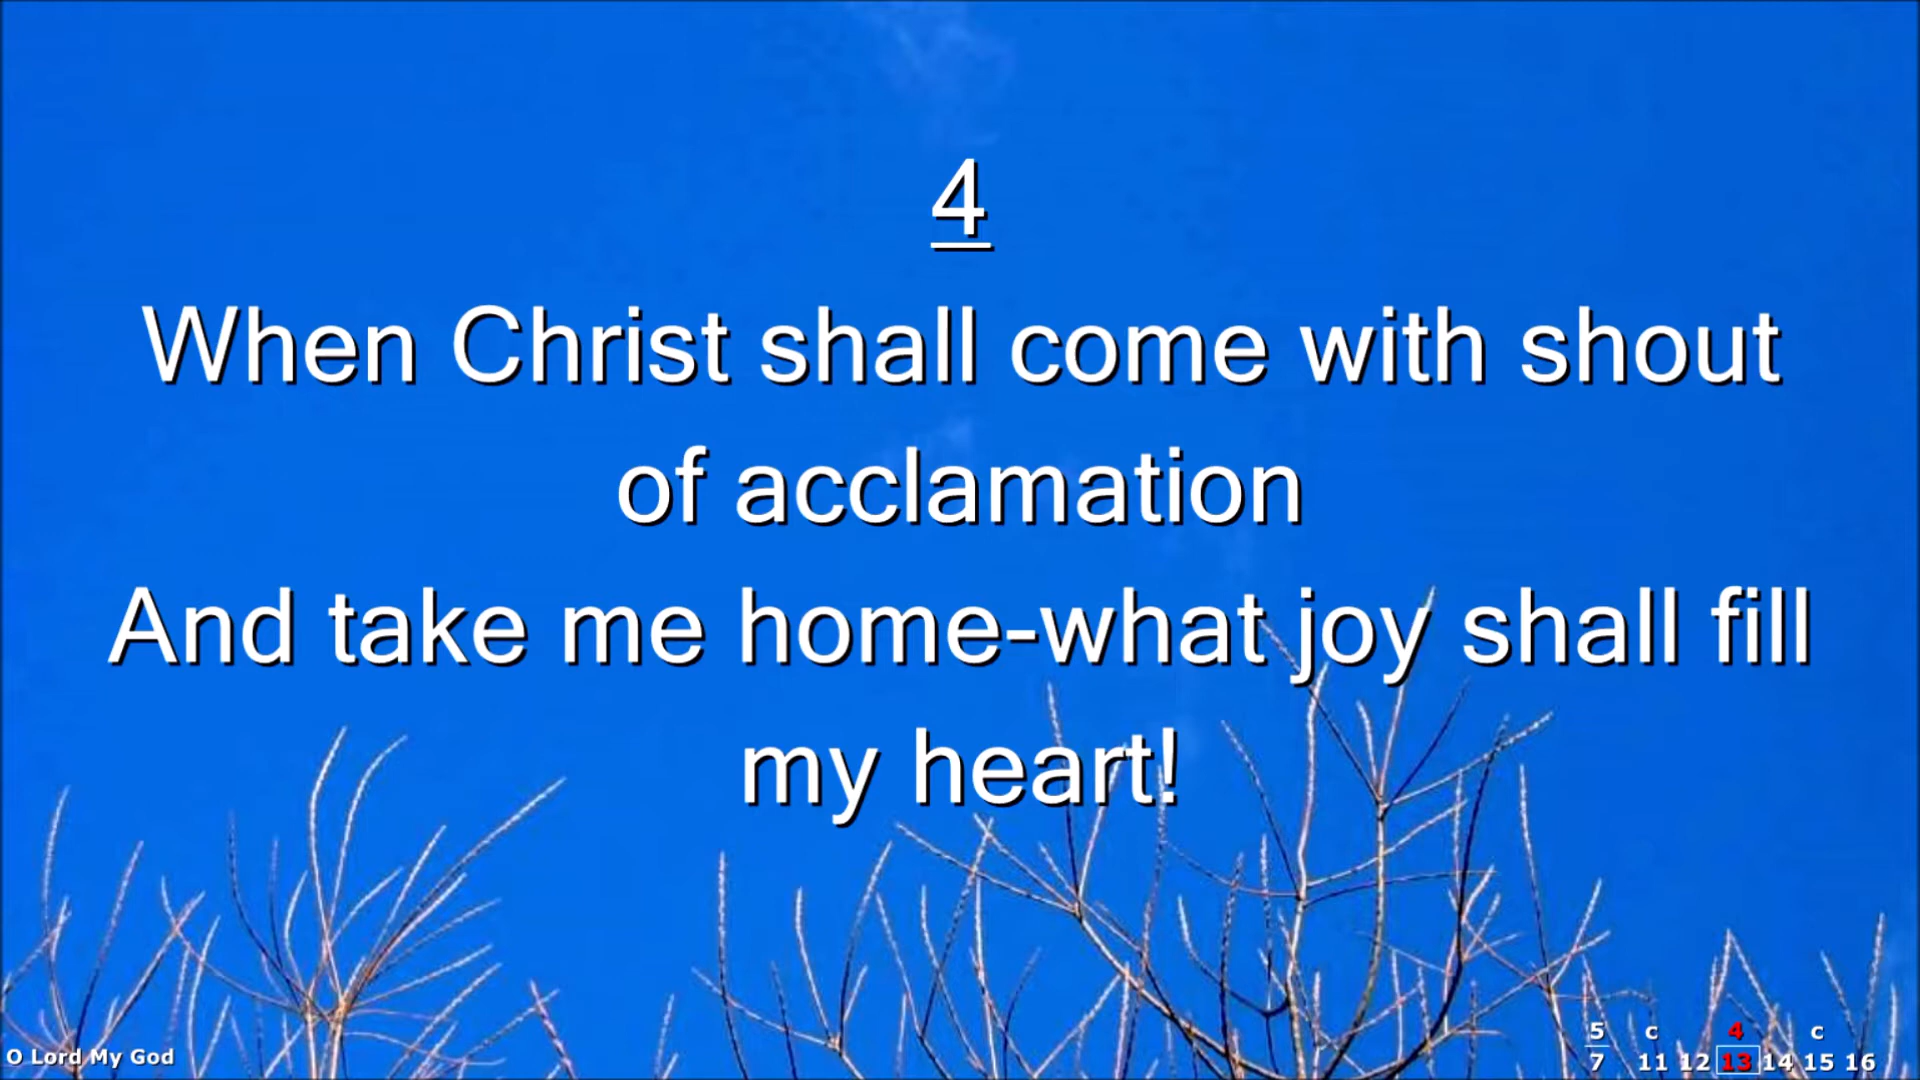 4
When Christ shall come with shout
of acclamation
And take me home-what joy shall fill
my heart!
O Lord My God
5 c 4 c
7 11 12 13 14 15 16